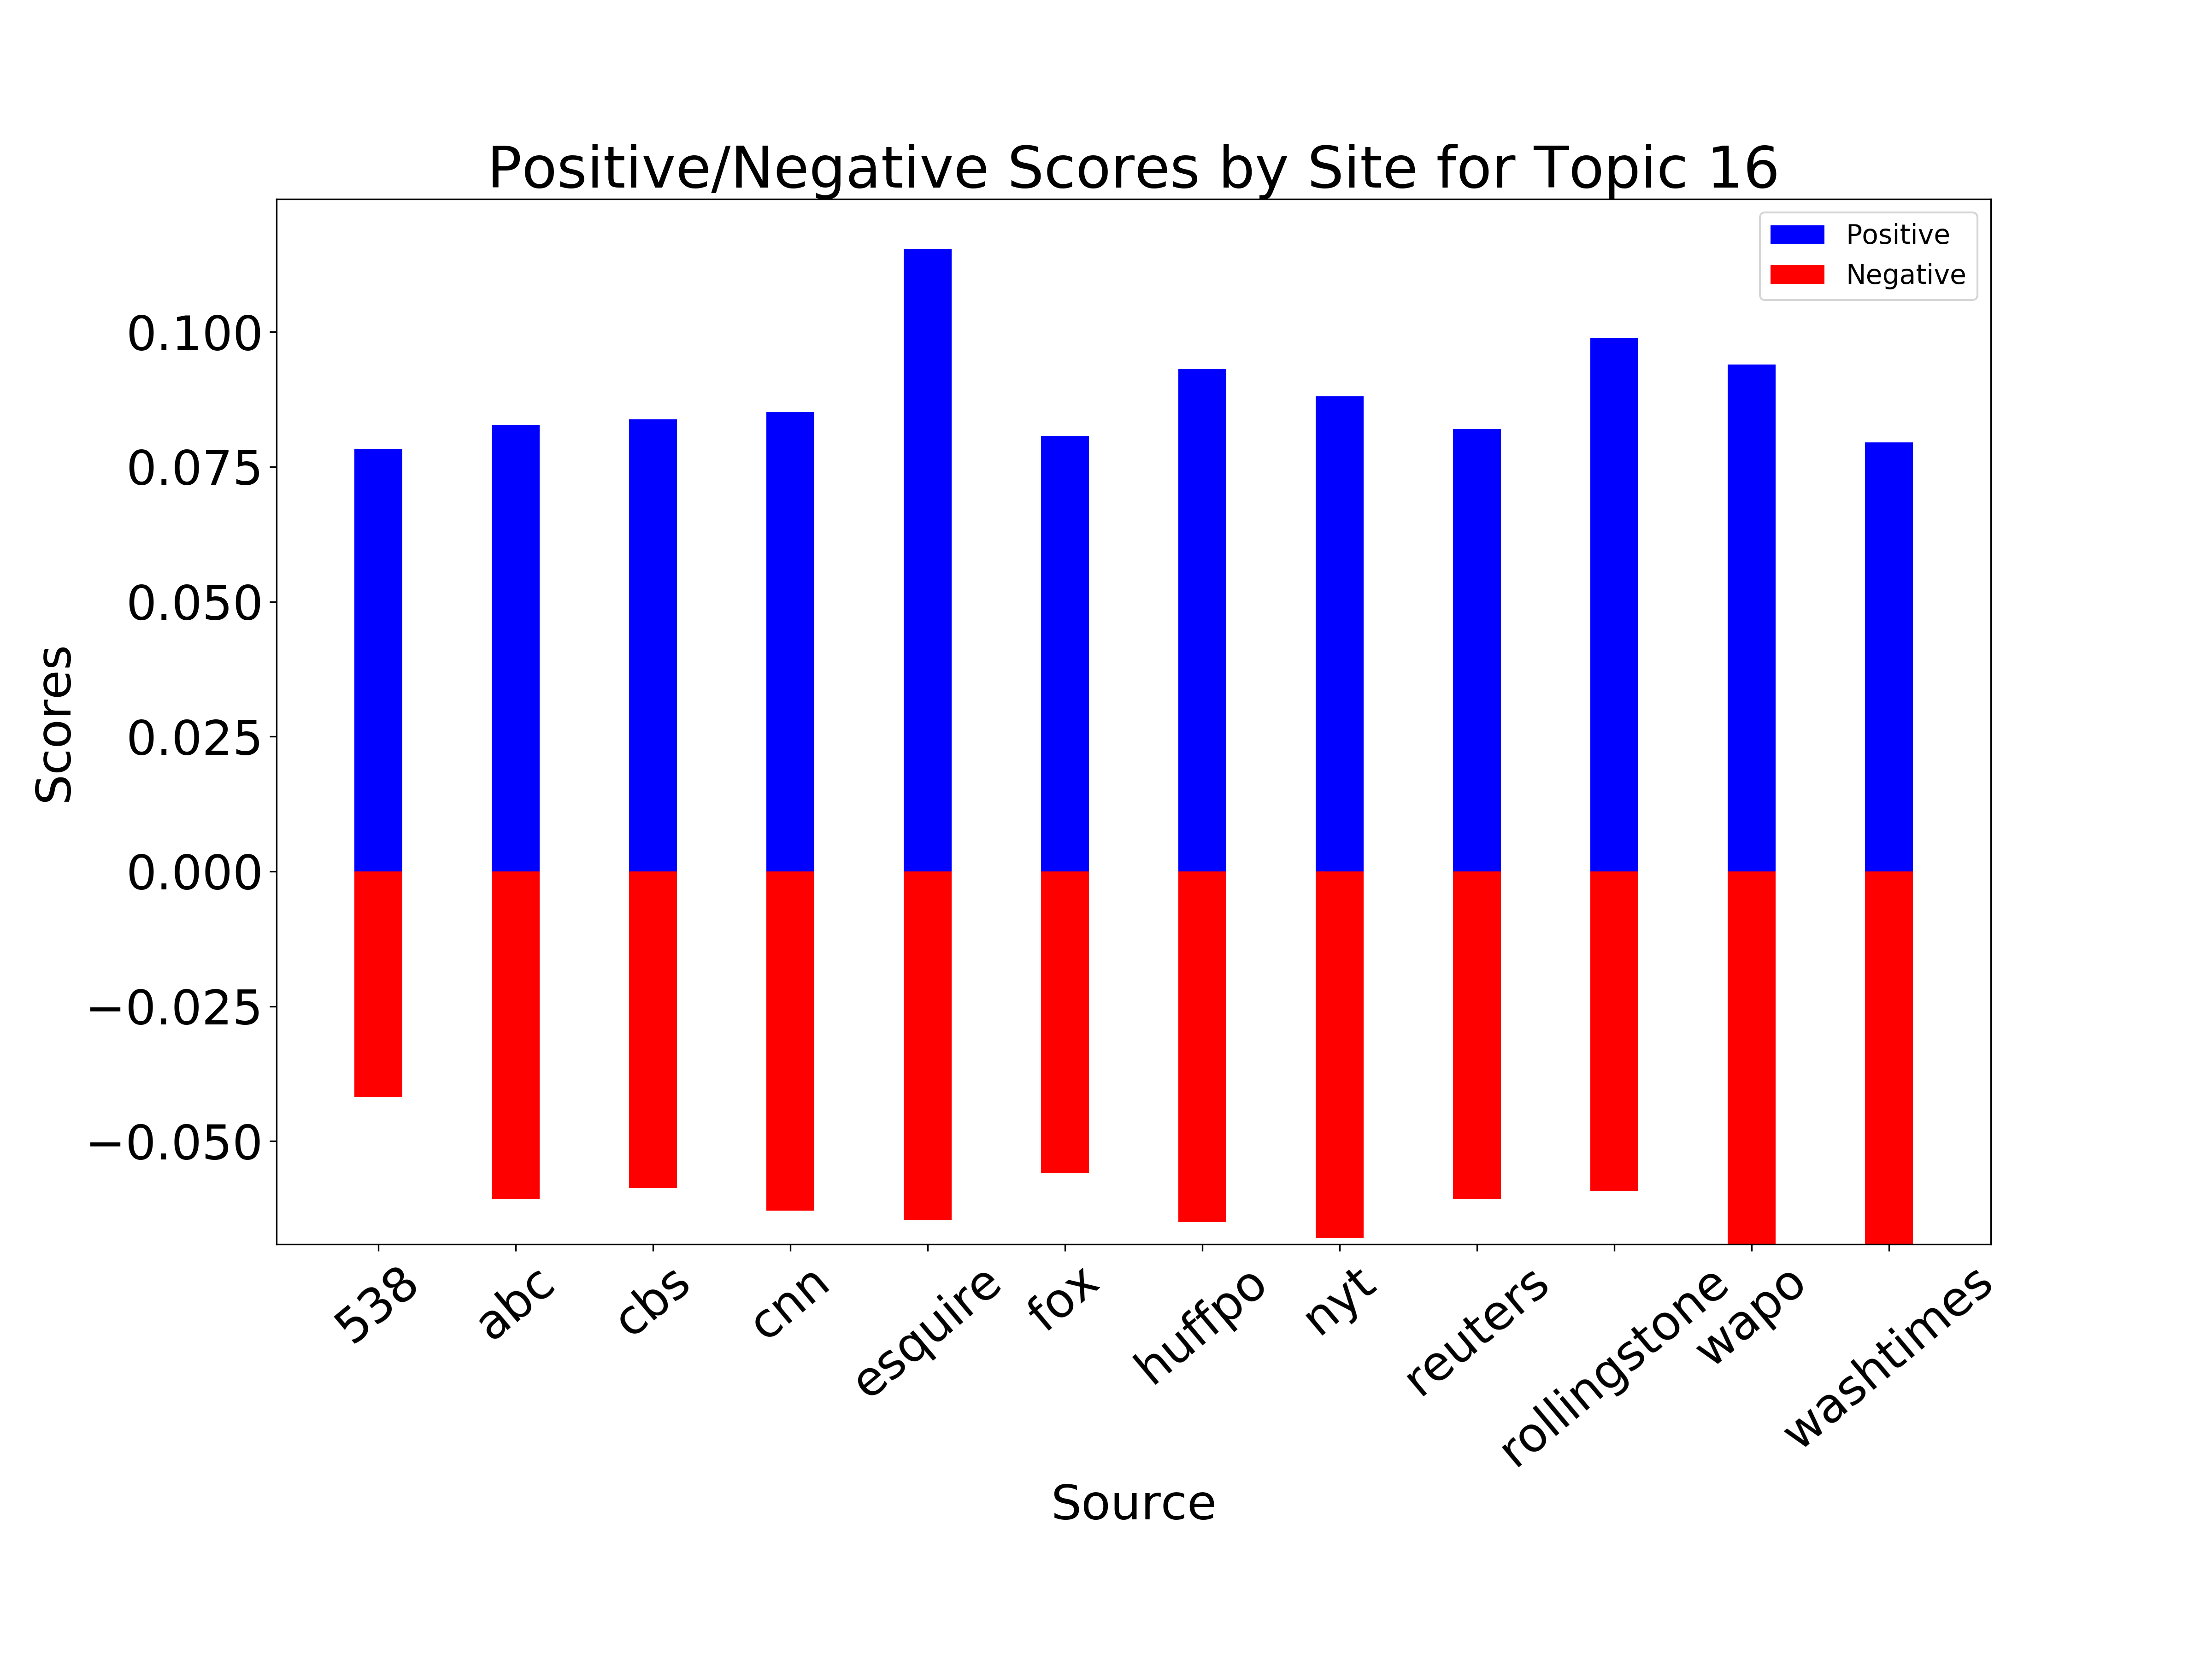 Positive/Negative Scores by Site for Topic 16
Positive
Negative
Scores
0.100
0.075
0.050
0.025
0.000
−0.025
−0.050
538
abc
cbs
cnn
esquire
fox
huffpo
nyt
reuters
rollingstone
wapo
washtimes
Source